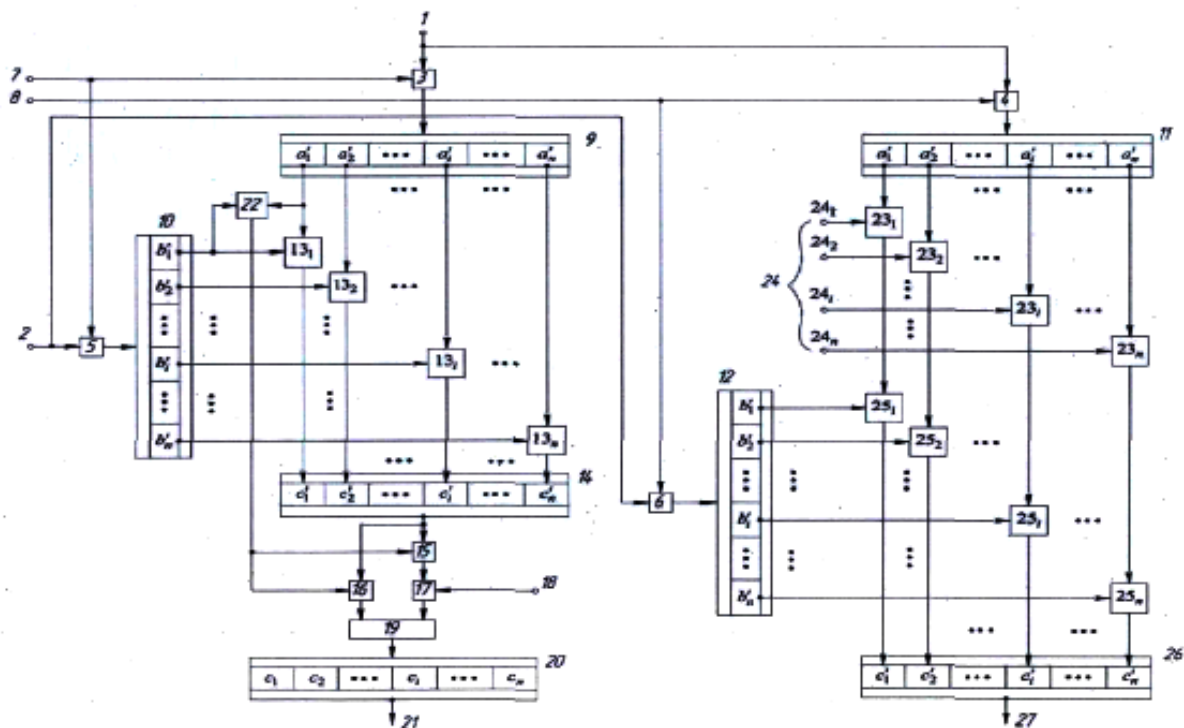 1
7
3
8
4
9
11
a'₁ a'₂ ••• a'ᵢ ••• a'ₙ
a'₁ a'₂ ••• a'ᵢ ••• a'ₙ
22
24₁
23₁
10
b'₁
13₁
24₂
23₂
b'₂
13₂
24
24ᵢ
23ᵢ
2
5
24ₙ
23ₙ
b'ᵢ
13ᵢ
12
b'₁
25₁
b'ₙ
13ₙ
b'₂
25₂
14
c'₁ c'₂ ••• c'ᵢ ••• c'ₙ
6
b'ᵢ
25ᵢ
15
16
17
18
b'ₙ
25ₙ
19
20
26
c₁ c₂ ••• cᵢ ••• cₙ
c'₁ c'₂ ••• c'ᵢ ••• c'ₙ
21
27